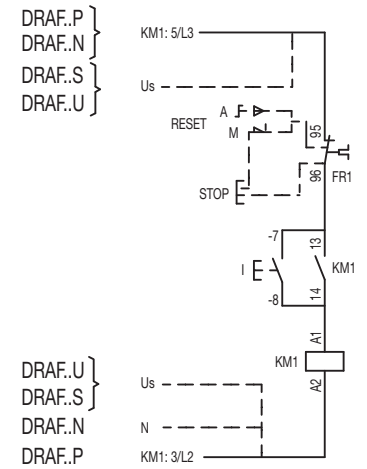 DRAF..P
DRAF..N
KM1: 5/L3
DRAF..S
DRAF..U
Us
A
RESET
M
95
96
FR1
STOP
-7
13
I
KM1
-8
14
A1
KM1
A2
DRAF..U
DRAF..S
Us
DRAF..N
N
DRAF..P
KM1: 3/L2